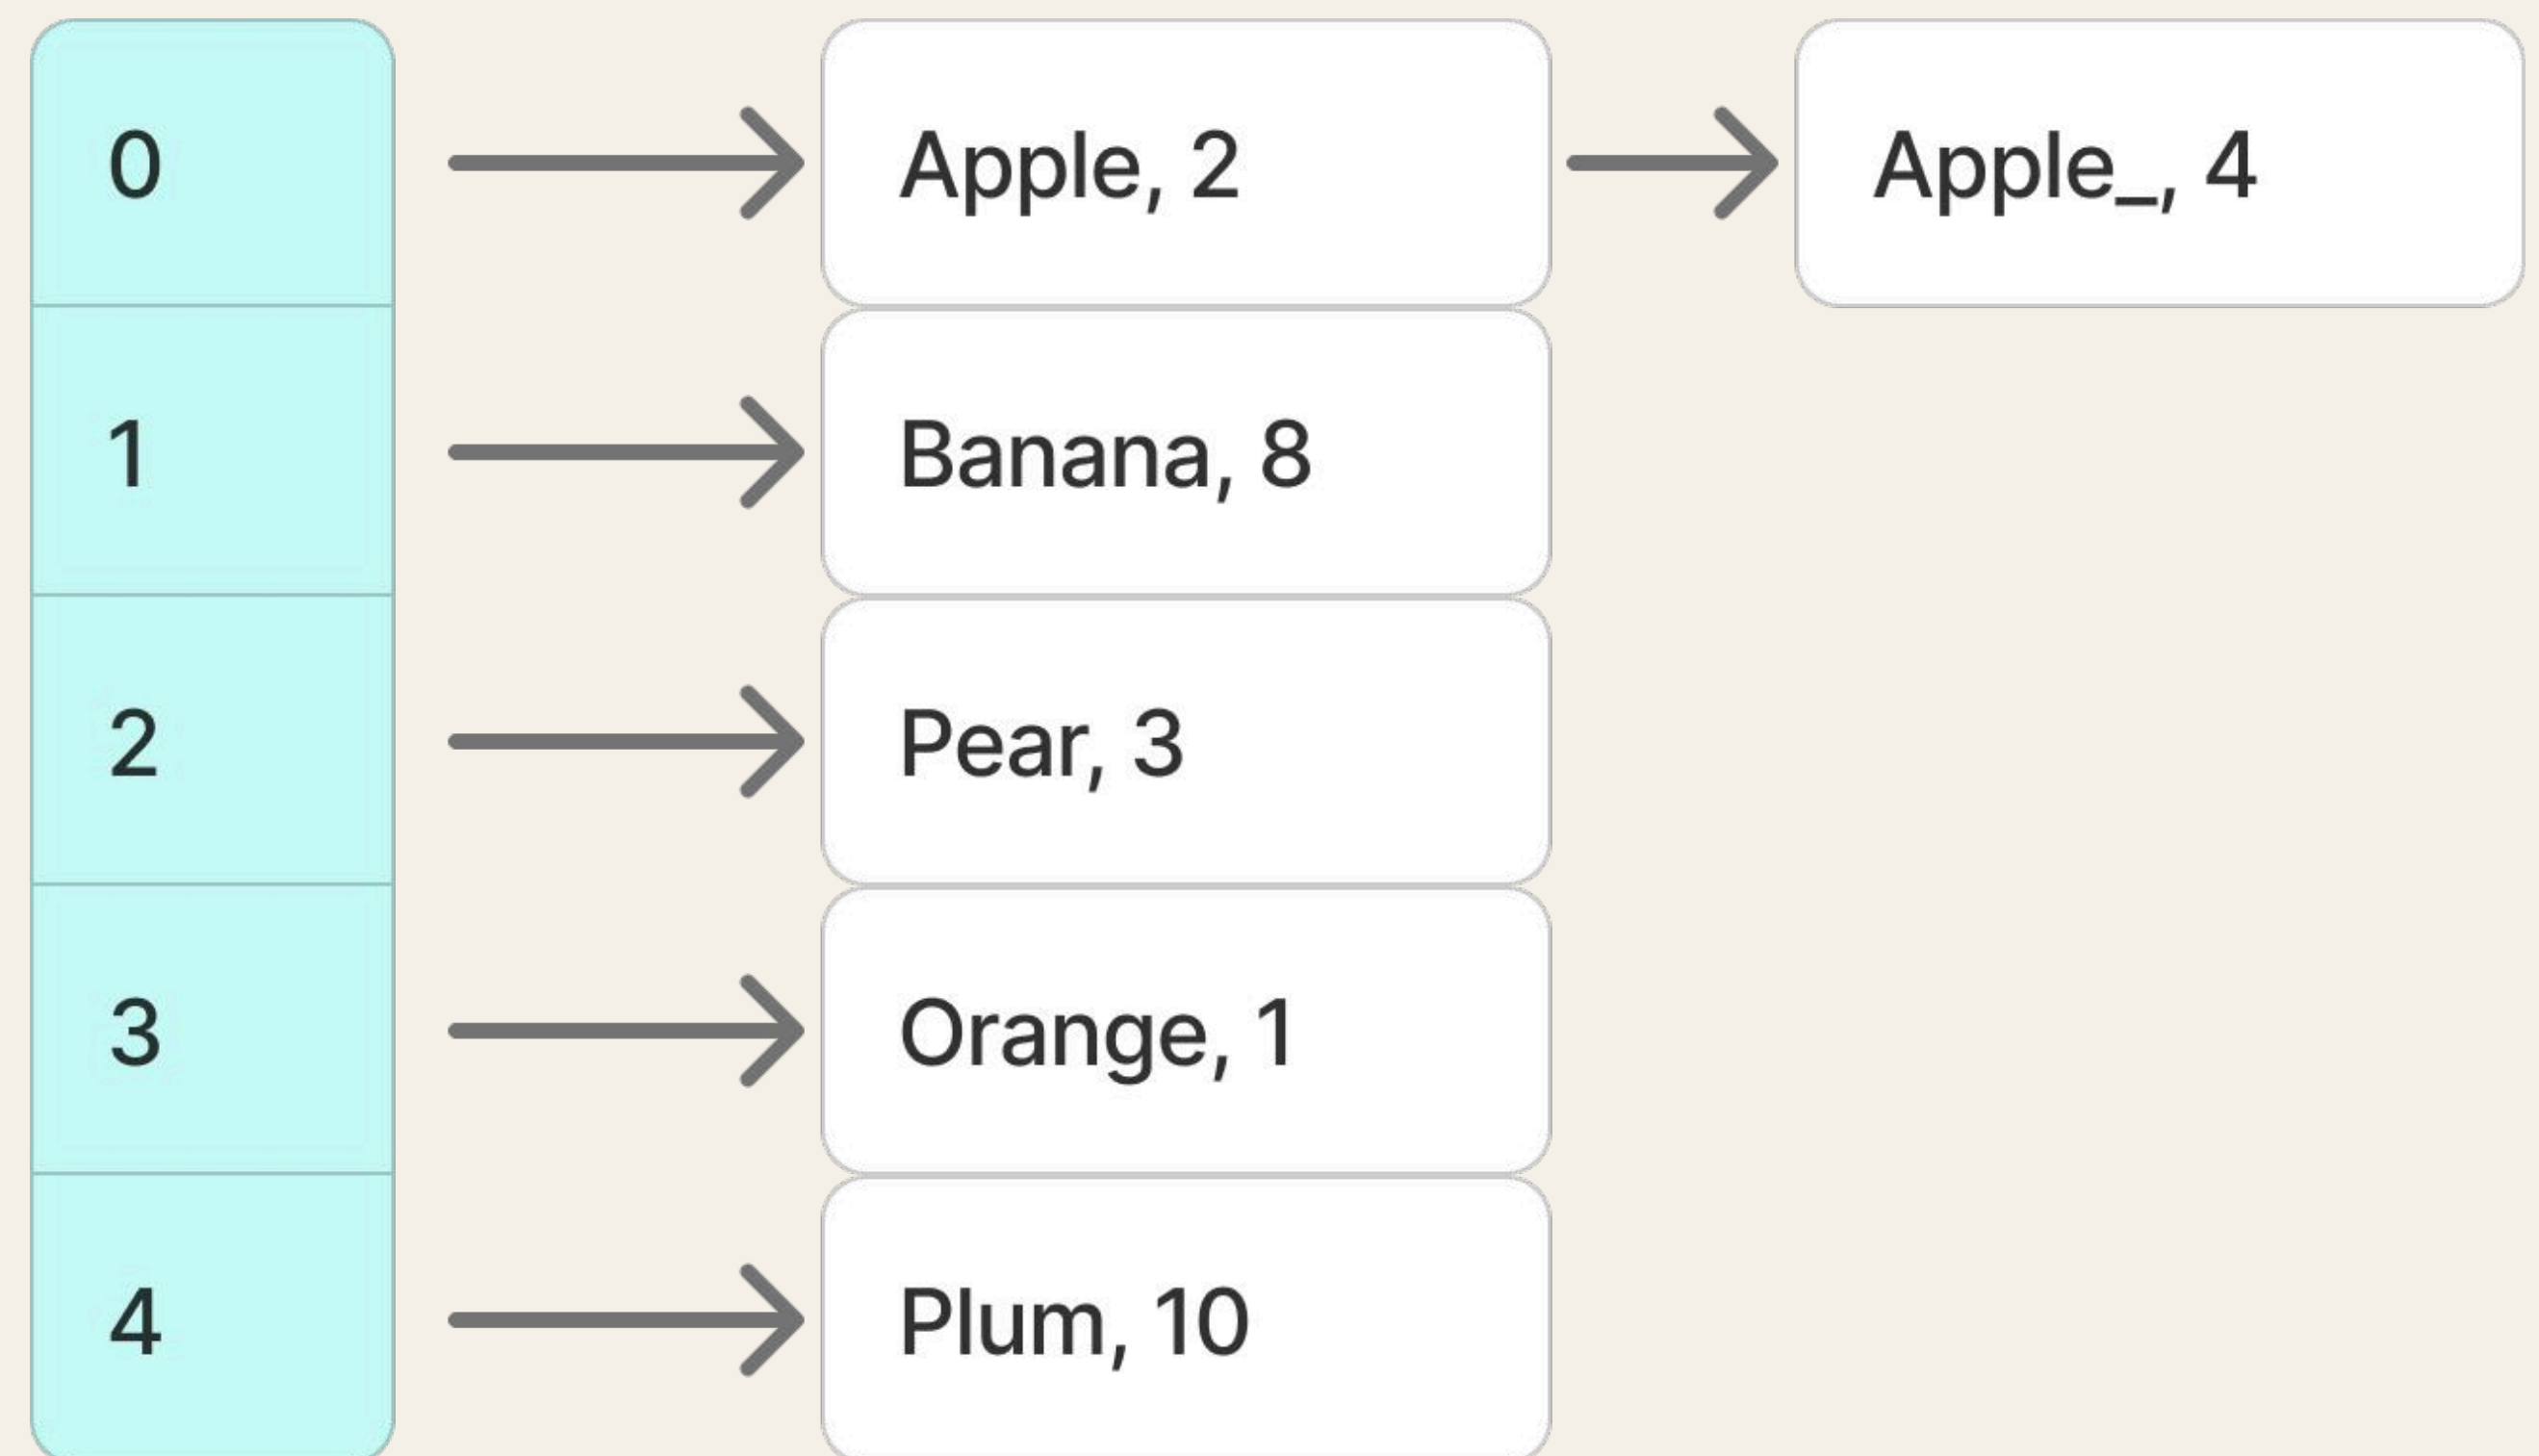 0 Apple, 2 Apple_, 4
1 Banana, 8
2 Pear, 3
3 Orange, 1
4 Plum, 10